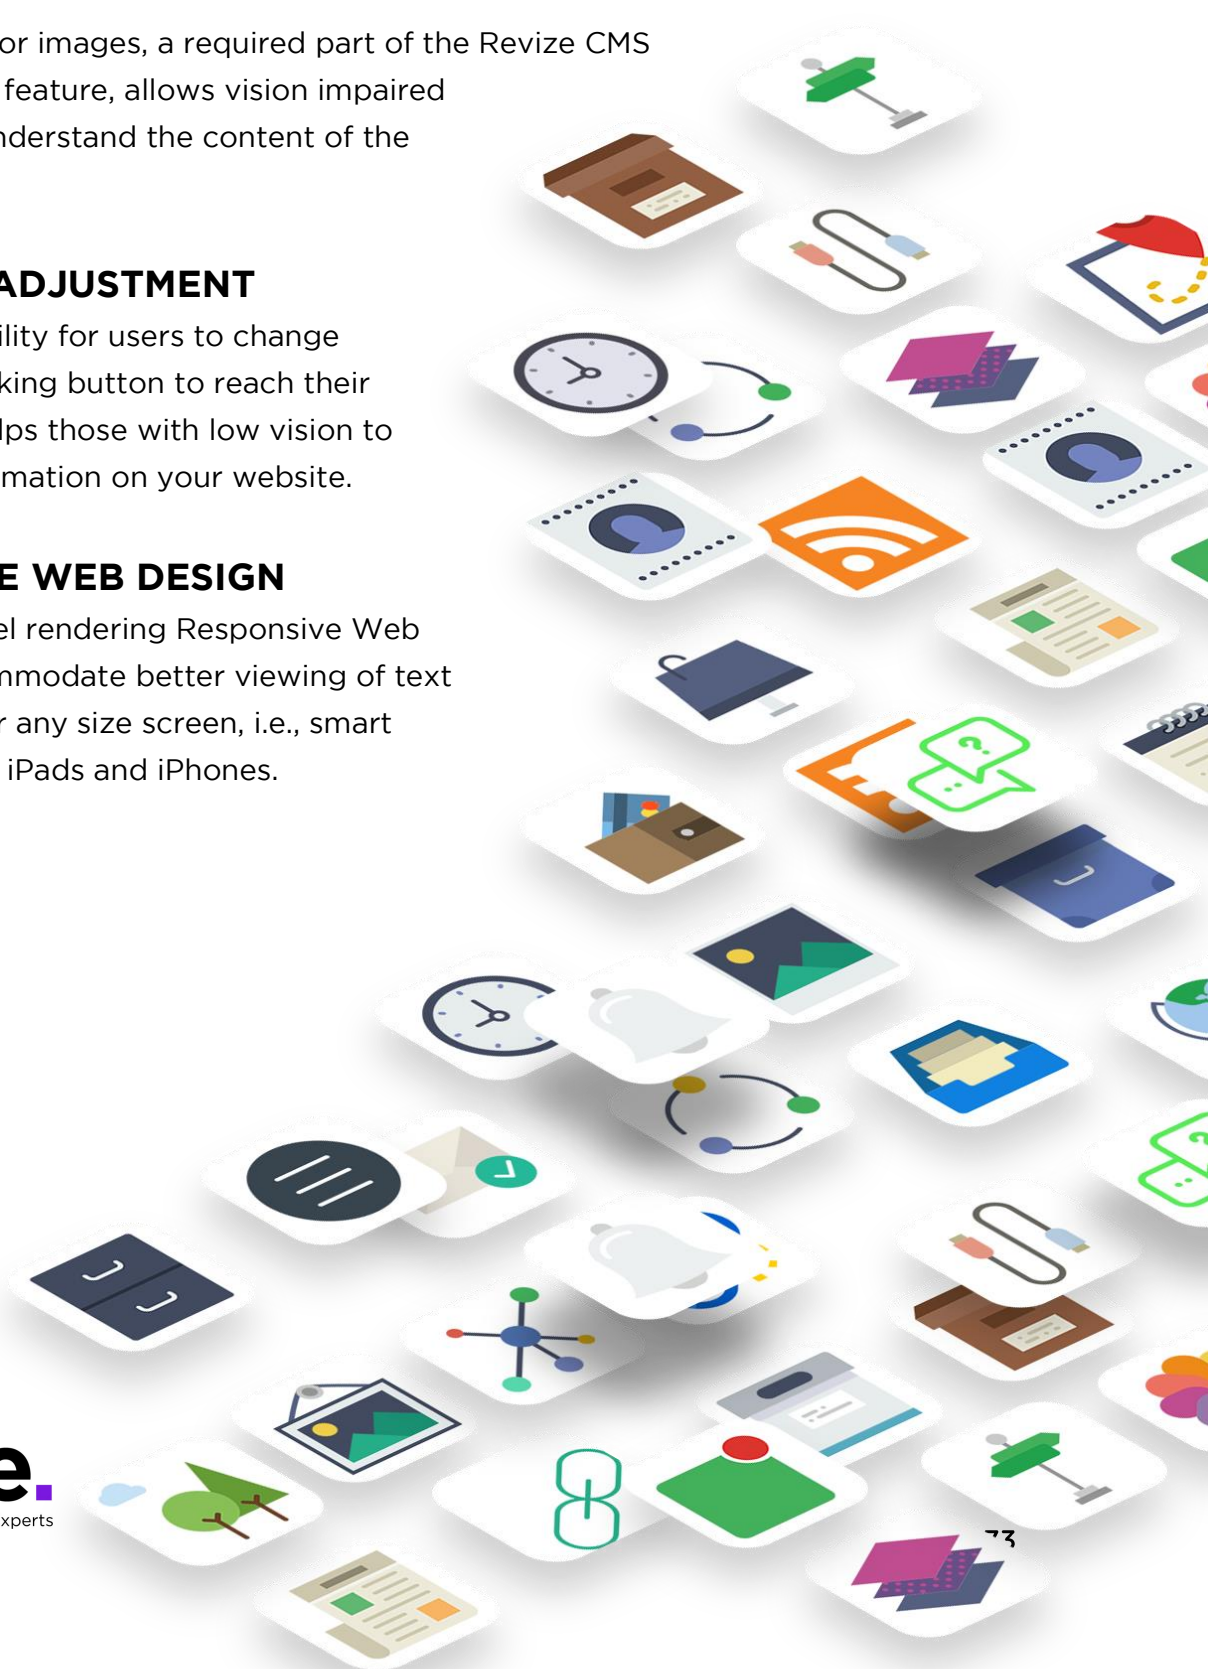 or images, a required part of the Revize CMS
feature, allows vision impaired
nderstand the content of the
ADJUSTMENT
ility for users to change
king button to reach their
lps those with low vision to
mation on your website.
E WEB DESIGN
el rendering Responsive Web
mmodate better viewing of text
r any size screen, i.e., smart
iPads and iPhones.
e.
xperts
73